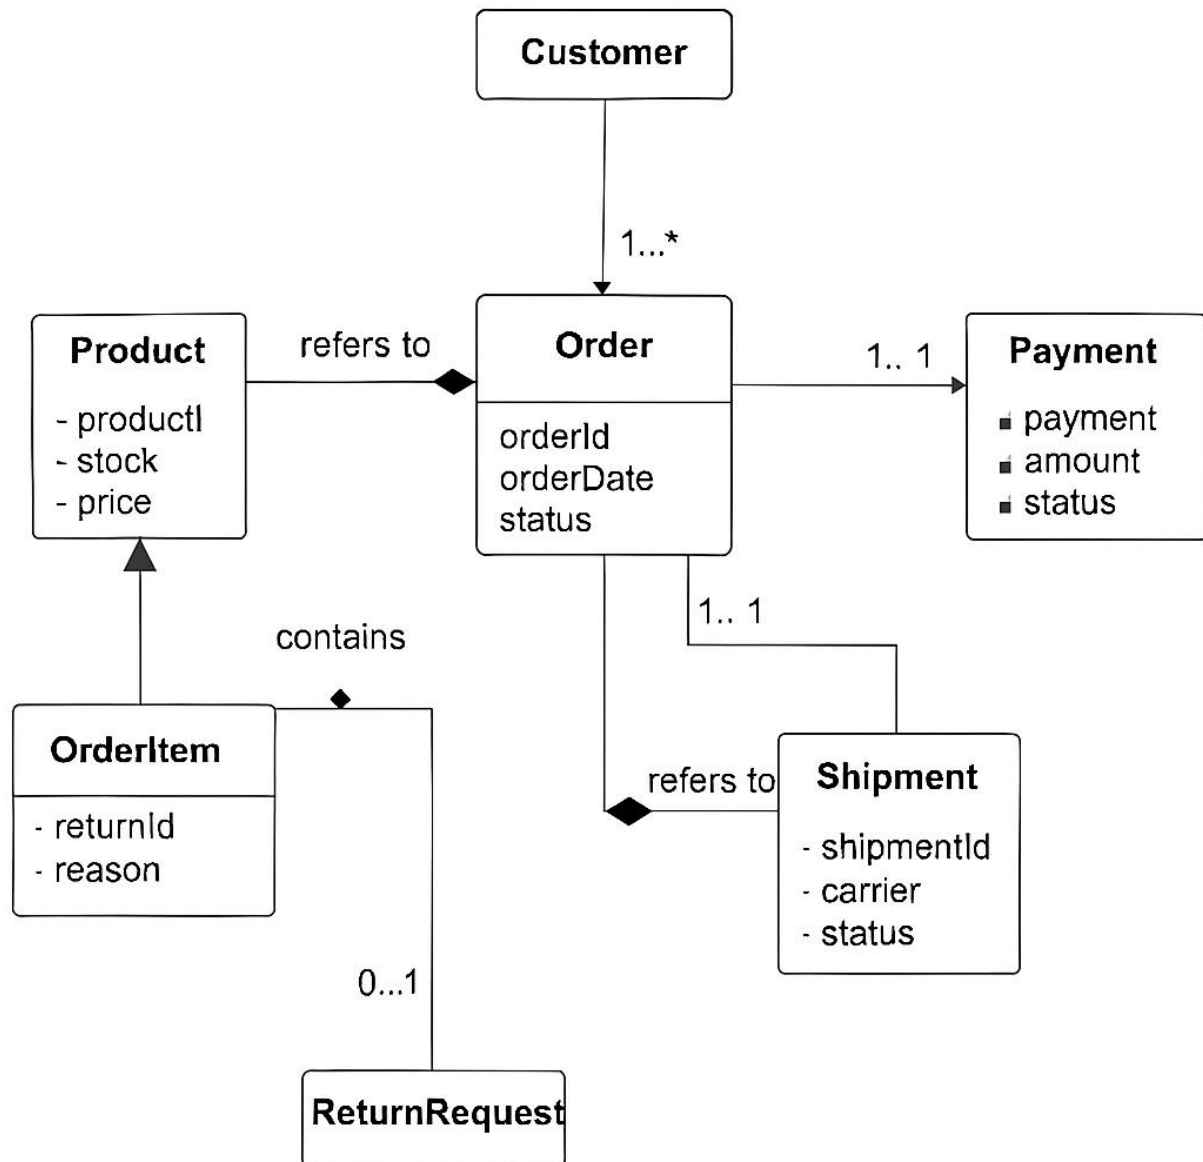 Customer
1...*
Product
- productI
- stock
- price
refers to
Order
orderId
orderDate
status
1.. 1
Payment
▪ payment
▪ amount
▪ status
contains
1.. 1
OrderItem
- returnId
- reason
refers to
Shipment
- shipmentId
- carrier
- status
0...1
ReturnRequest